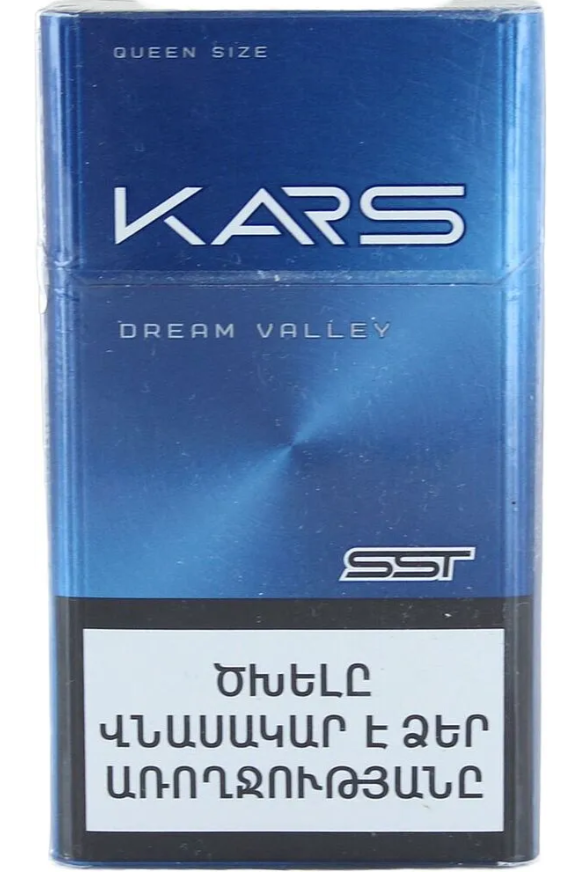 QUEEN SIZE
KARS
DREAM VALLEY
SST
ԾԽԵԼԸ
ՎՆԱՍԱԿԱՐ Է ՁԵՐ
ԱՌՈՂՋՈՒԹՅԱՆԸ